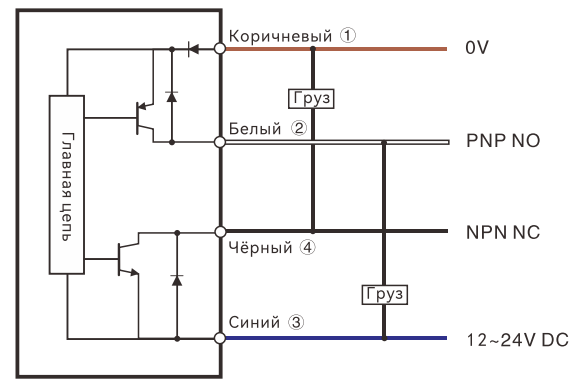 Коричневый ① 0V
Груз
Белый ② PNP NO
Главная цепь
NPN NC
Чёрный ④
Груз
Синий ③
12~24V DC